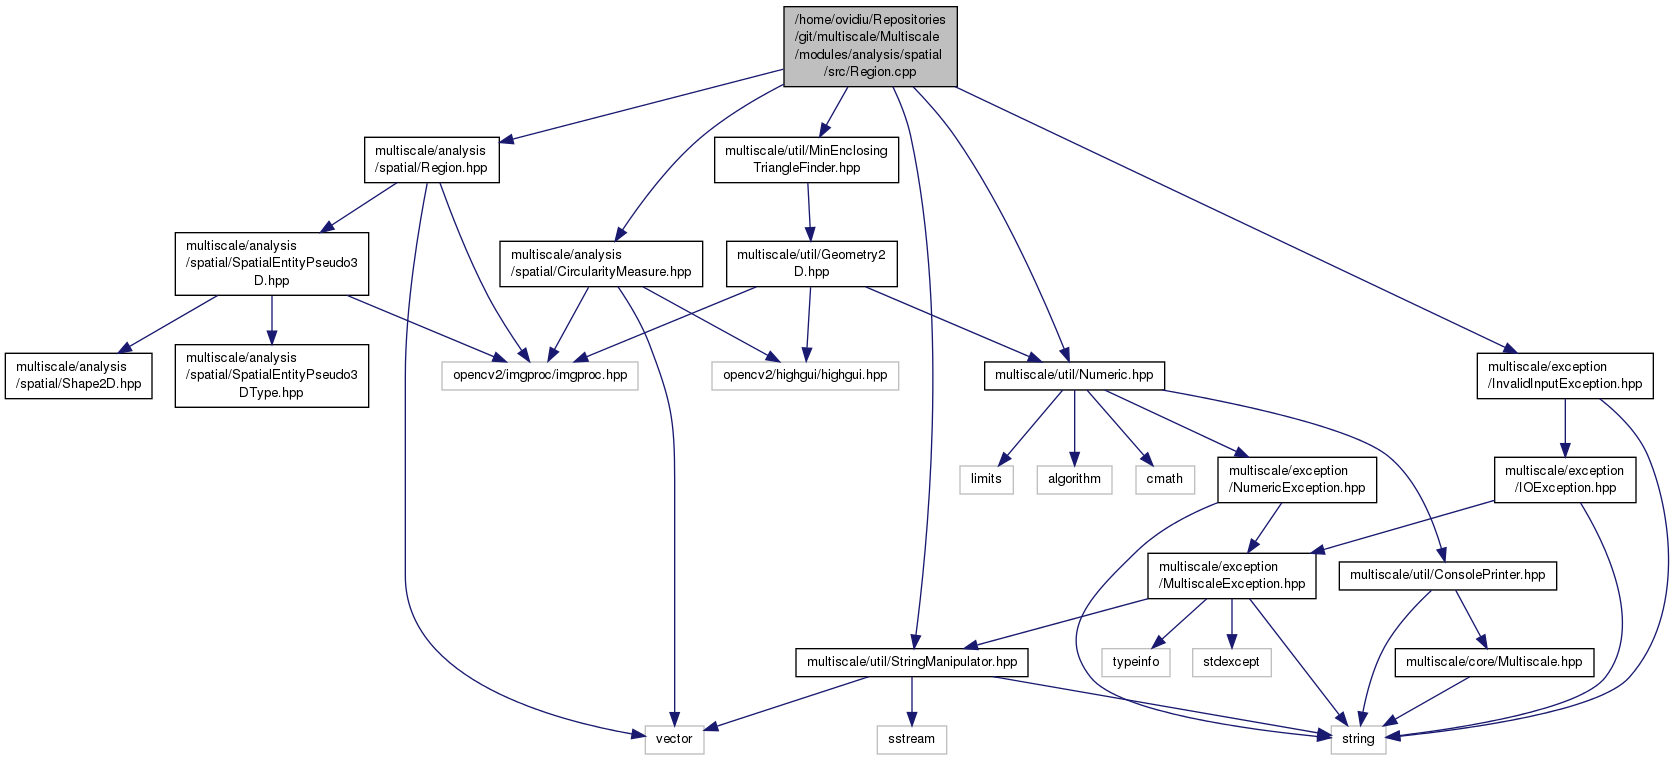 /home/ovidiu/Repositories
/git/multiscale/Multiscale
/modules/analysis/spatial
/src/Region.cpp
multiscale/analysis
/spatial/Region.hpp
multiscale/util/MinEnclosing
TriangleFinder.hpp
multiscale/analysis
/spatial/SpatialEntityPseudo3
D.hpp
multiscale/analysis
/spatial/CircularityMeasure.hpp
multiscale/util/Geometry2
D.hpp
multiscale/analysis
/spatial/Shape2D.hpp
multiscale/analysis
/spatial/SpatialEntityPseudo3
DType.hpp
opencv2/imgproc/imgproc.hpp
opencv2/highgui/highgui.hpp
multiscale/util/Numeric.hpp
multiscale/exception
/InvalidInputException.hpp
limits
algorithm
cmath
multiscale/exception
/NumericException.hpp
multiscale/exception
/IOException.hpp
multiscale/exception
/MultiscaleException.hpp
multiscale/util/ConsolePrinter.hpp
multiscale/util/StringManipulator.hpp
typeinfo
stdexcept
multiscale/core/Multiscale.hpp
vector
sstream
string